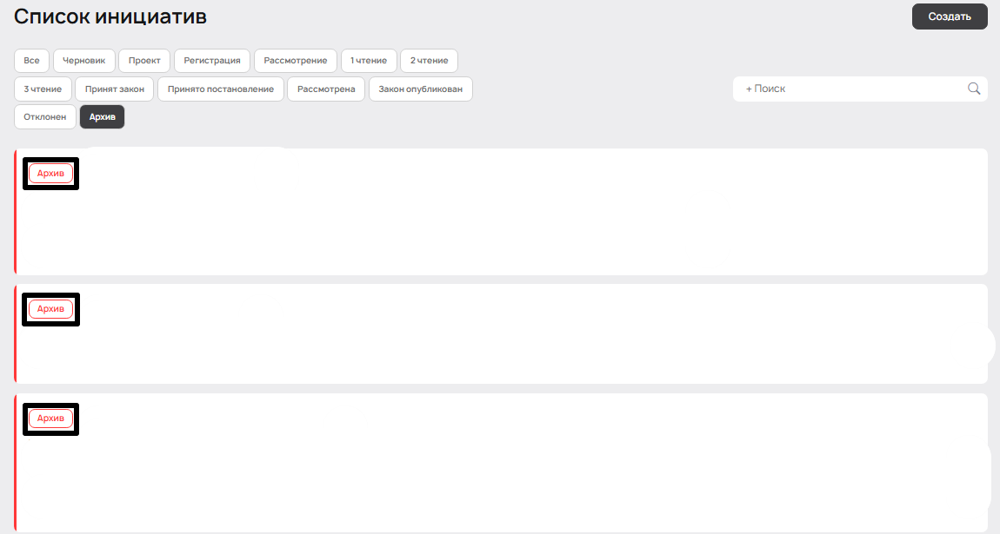 Список инициатив
Создать
Все Черновик Проект Регистрация Рассмотрение 1 чтение 2 чтение
3 чтение Принят закон Принято постановление Рассмотрена Закон опубликован
+ Поиск
Отклонен Архив
Архив
Архив
Архив